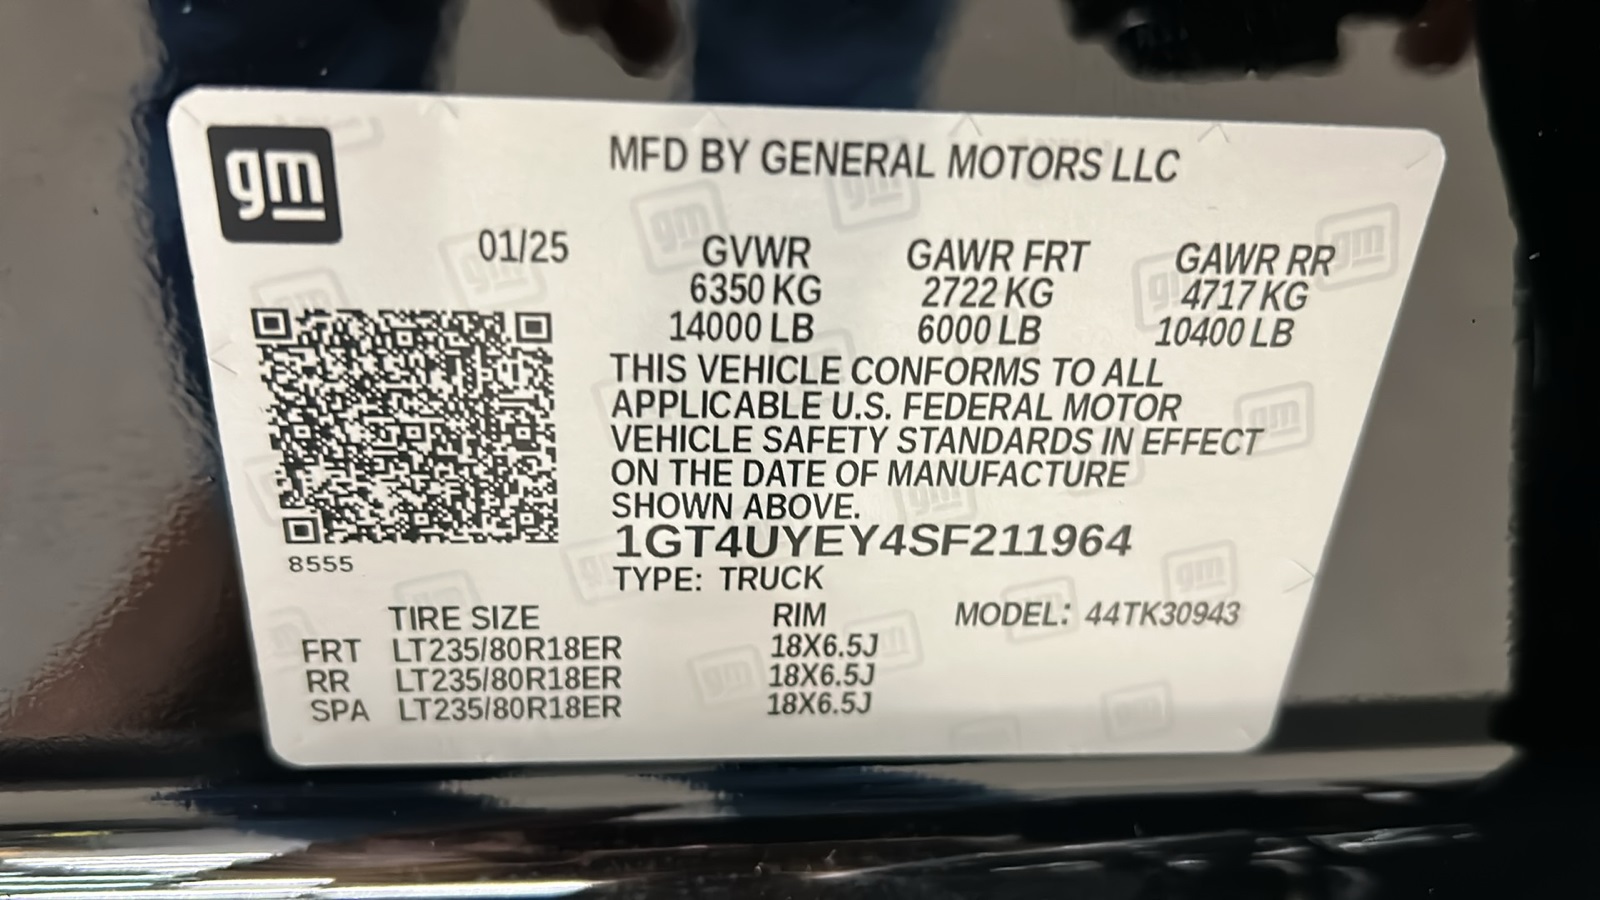 gm
MFD BY GENERAL MOTORS LLC
01/25 GVWR GAWR FRT GAWR RR
6350 KG 2722 KG 4717 KG
14000 LB 6000 LB 10400 LB
THIS VEHICLE CONFORMS TO ALL
APPLICABLE U.S. FEDERAL MOTOR
VEHICLE SAFETY STANDARDS IN EFFECT
ON THE DATE OF MANUFACTURE
SHOWN ABOVE.
1GT4UYEY4SF211964
8555
TYPE: TRUCK
TIRE SIZE RIM MODEL: 44TK30943
FRT LT235/80R18ER 18X6.5J
RR LT235/80R18ER 18X6.5J
SPA LT235/80R18ER 18X6.5J